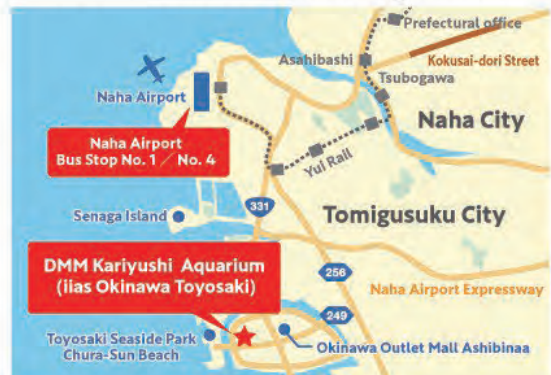 Prefectural office
Kokusai-dori Street
Asahibashi
Tsubogawa
Naha Airport
Naha City
Naha Airport
Bus Stop No. 1 / No. 4
Yui Rail
331
Senaga Island
Tomigusuku City
DMM Kariyushi Aquarium
(iias Okinawa Toyosaki)
256
Naha Airport Expressway
249
Toyosaki Seaside Park
Chura-Sun Beach
Okinawa Outlet Mall Ashibinaa